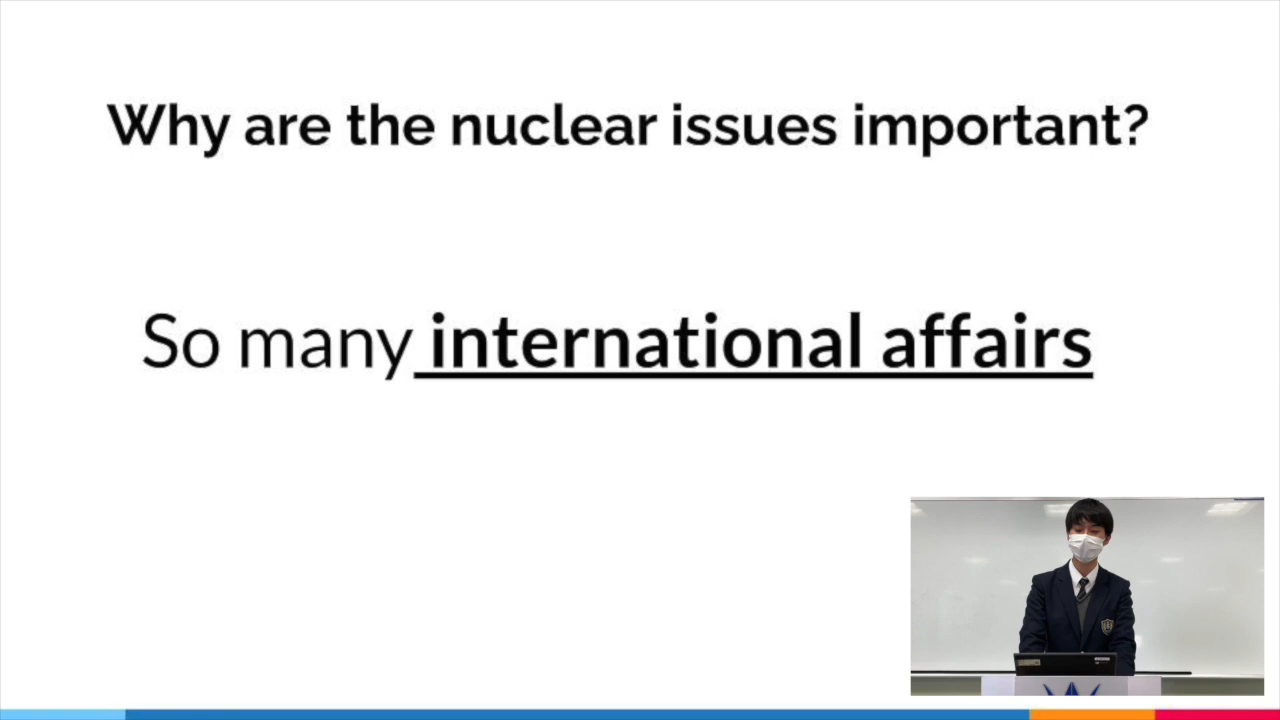 Why are the nuclear issues important?
So many international affairs